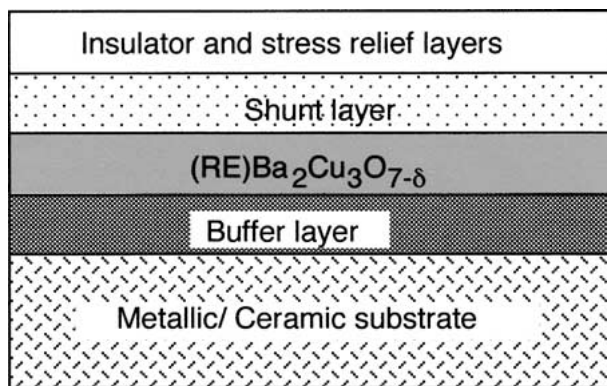 Insulator and stress relief layers
Shunt layer
(RE)Ba₂Cu₃O₇₋δ
Buffer layer
Metallic/ Ceramic substrate